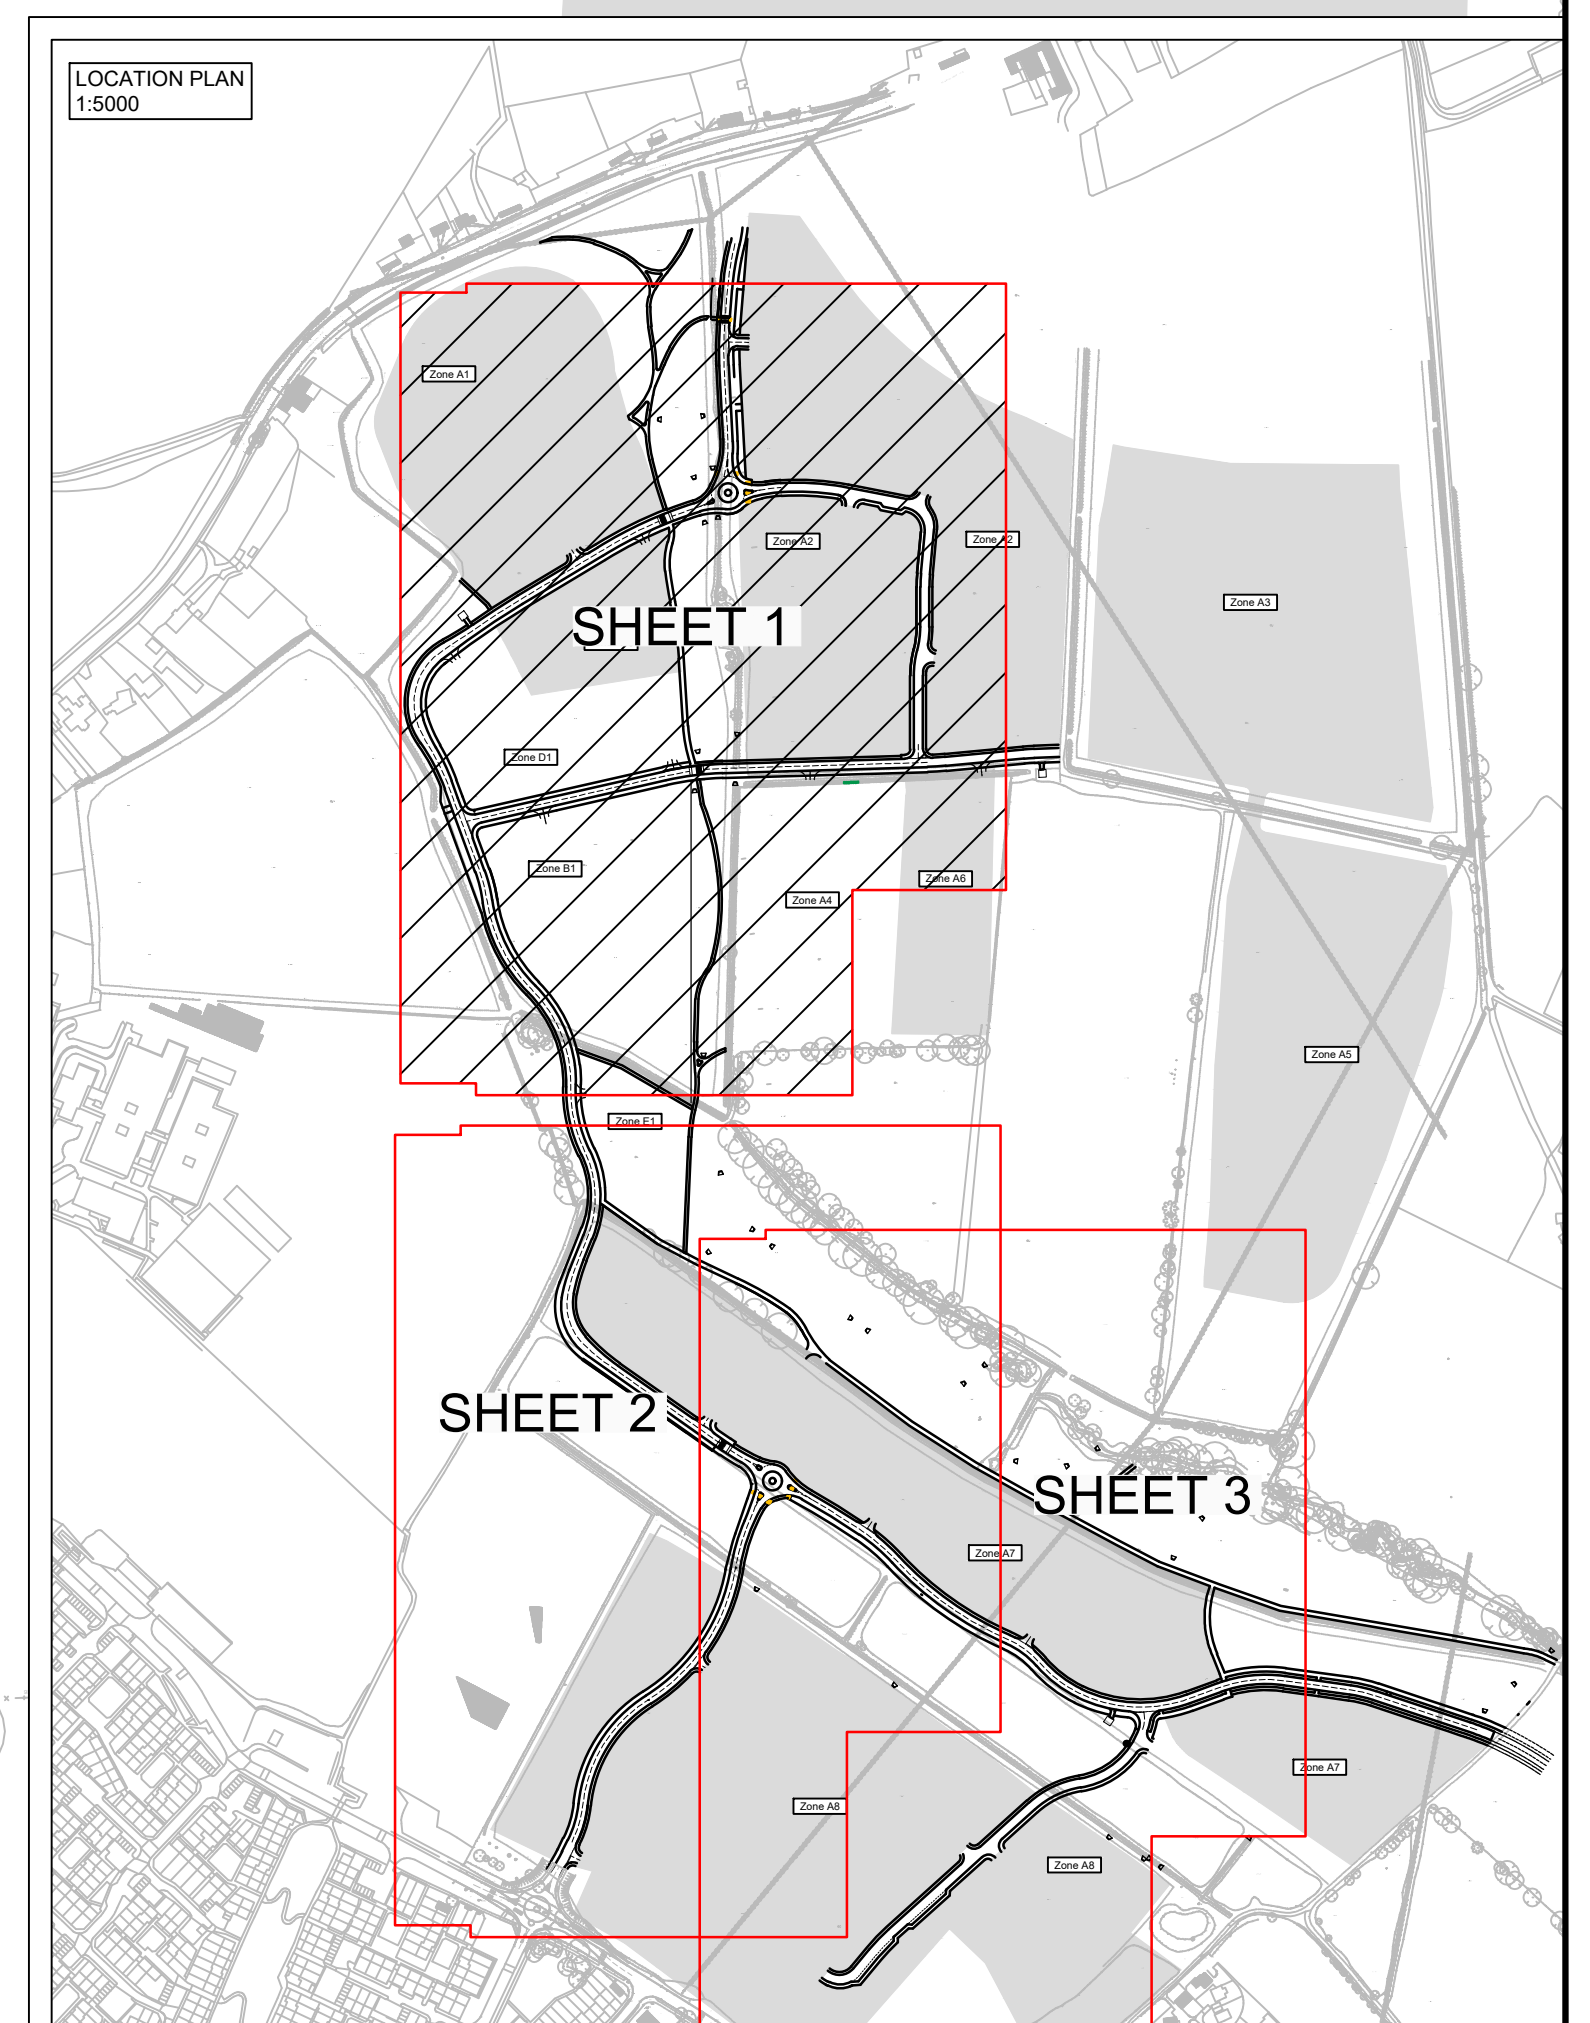 LOCATION PLAN
1:5000
Zone A1
Zone A2
Zone A2
Zone A3
SHEET 1
Zone D1
Zone B1
Zone A6
Zone A4
Zone A5
Zone E1
SHEET 2
SHEET 3
Zone A7
Zone A7
Zone A8
Zone A8